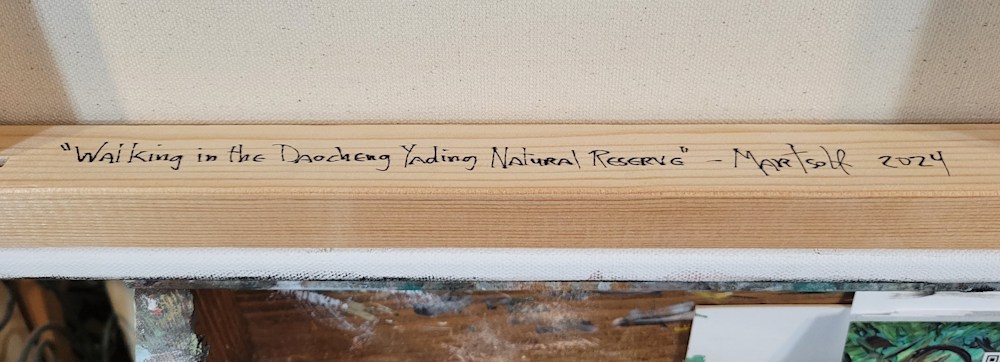 "Walking in the Daocheng Yading Natural Reserve" - Martsolf 2024